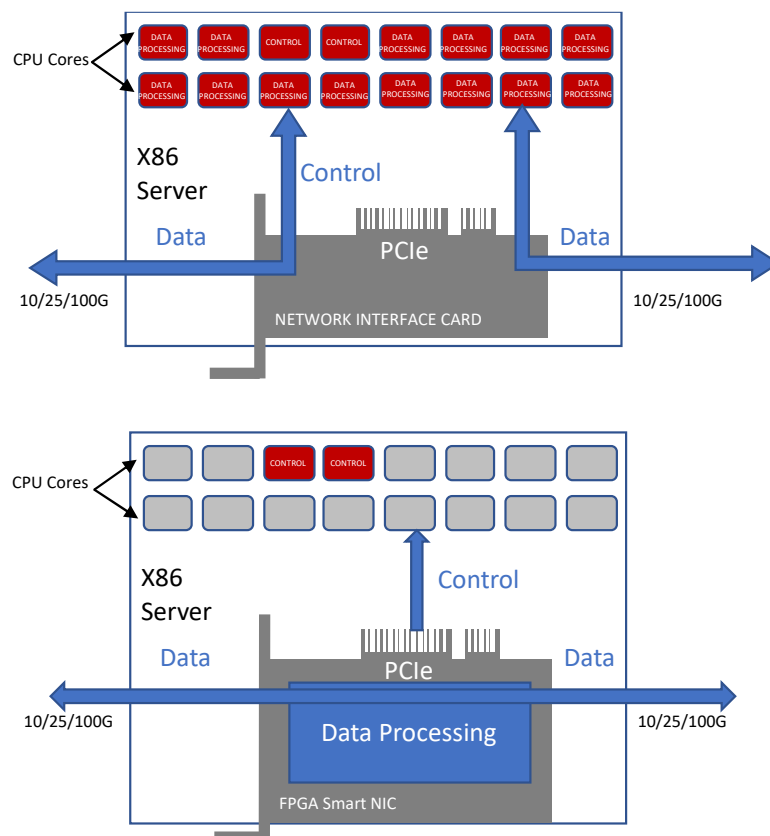 DATA
PROCESSING
DATA
PROCESSING
CONTROL
CONTROL
DATA
PROCESSING
DATA
PROCESSING
DATA
PROCESSING
DATA
PROCESSING
CPU Cores
DATA
PROCESSING
DATA
PROCESSING
DATA
PROCESSING
DATA
PROCESSING
DATA
PROCESSING
DATA
PROCESSING
DATA
PROCESSING
DATA
PROCESSING
X86
Server
Control
Data
PCIe
Data
10/25/100G
10/25/100G
NETWORK INTERFACE CARD
CONTROL
CONTROL
CPU Cores
X86
Server
Control
Data
PCIe
Data
10/25/100G
Data Processing
10/25/100G
FPGA Smart NIC